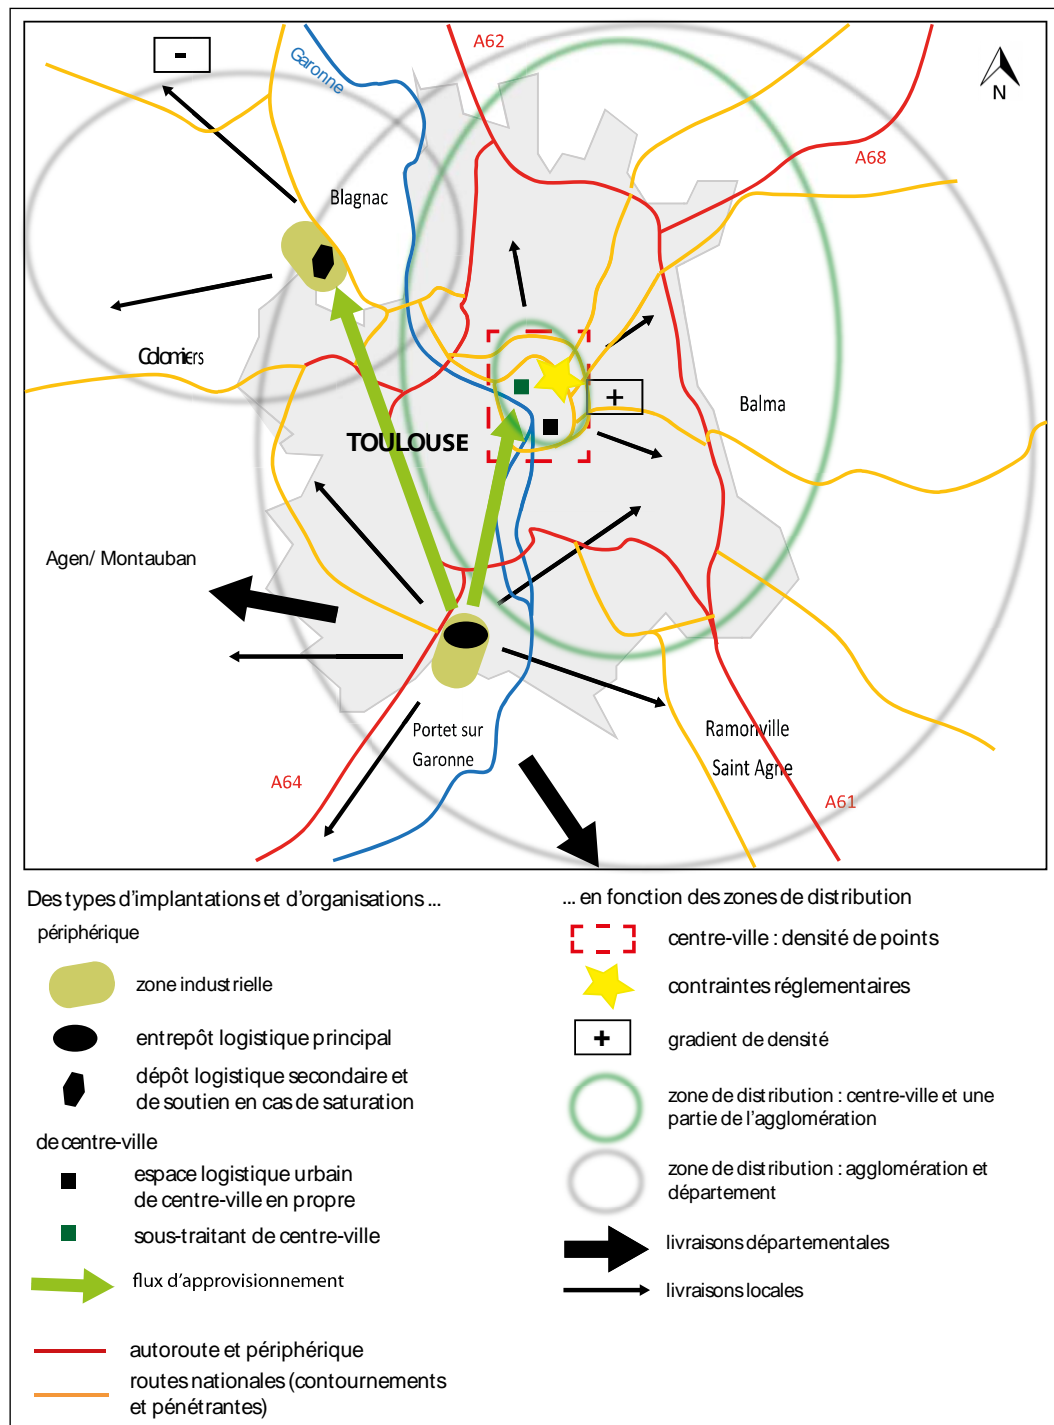 -
Garonne
A62
N
A68
Blagnac
Colomiers
+
Balma
TOULOUSE
Agen/ Montauban
Portet sur
Garonne
Ramonville
Saint Agne
A64
A61
Des types d'implantations et d'organisations ...
périphérique
zone industrielle
entrepôt logistique principal
dépôt logistique secondaire et
de soutien en cas de saturation
de centre-ville
espace logistique urbain
de centre-ville en propre
sous-traitant de centre-ville
flux d'approvisionnement
autoroute et périphérique
routes nationales (contournements
et pénétrantes)
... en fonction des zones de distribution
centre-ville : densité de points
contraintes réglementaires
+
gradient de densité
zone de distribution : centre-ville et une
partie de l'agglomération
zone de distribution : agglomération et
département
livraisons départementales
livraisons locales